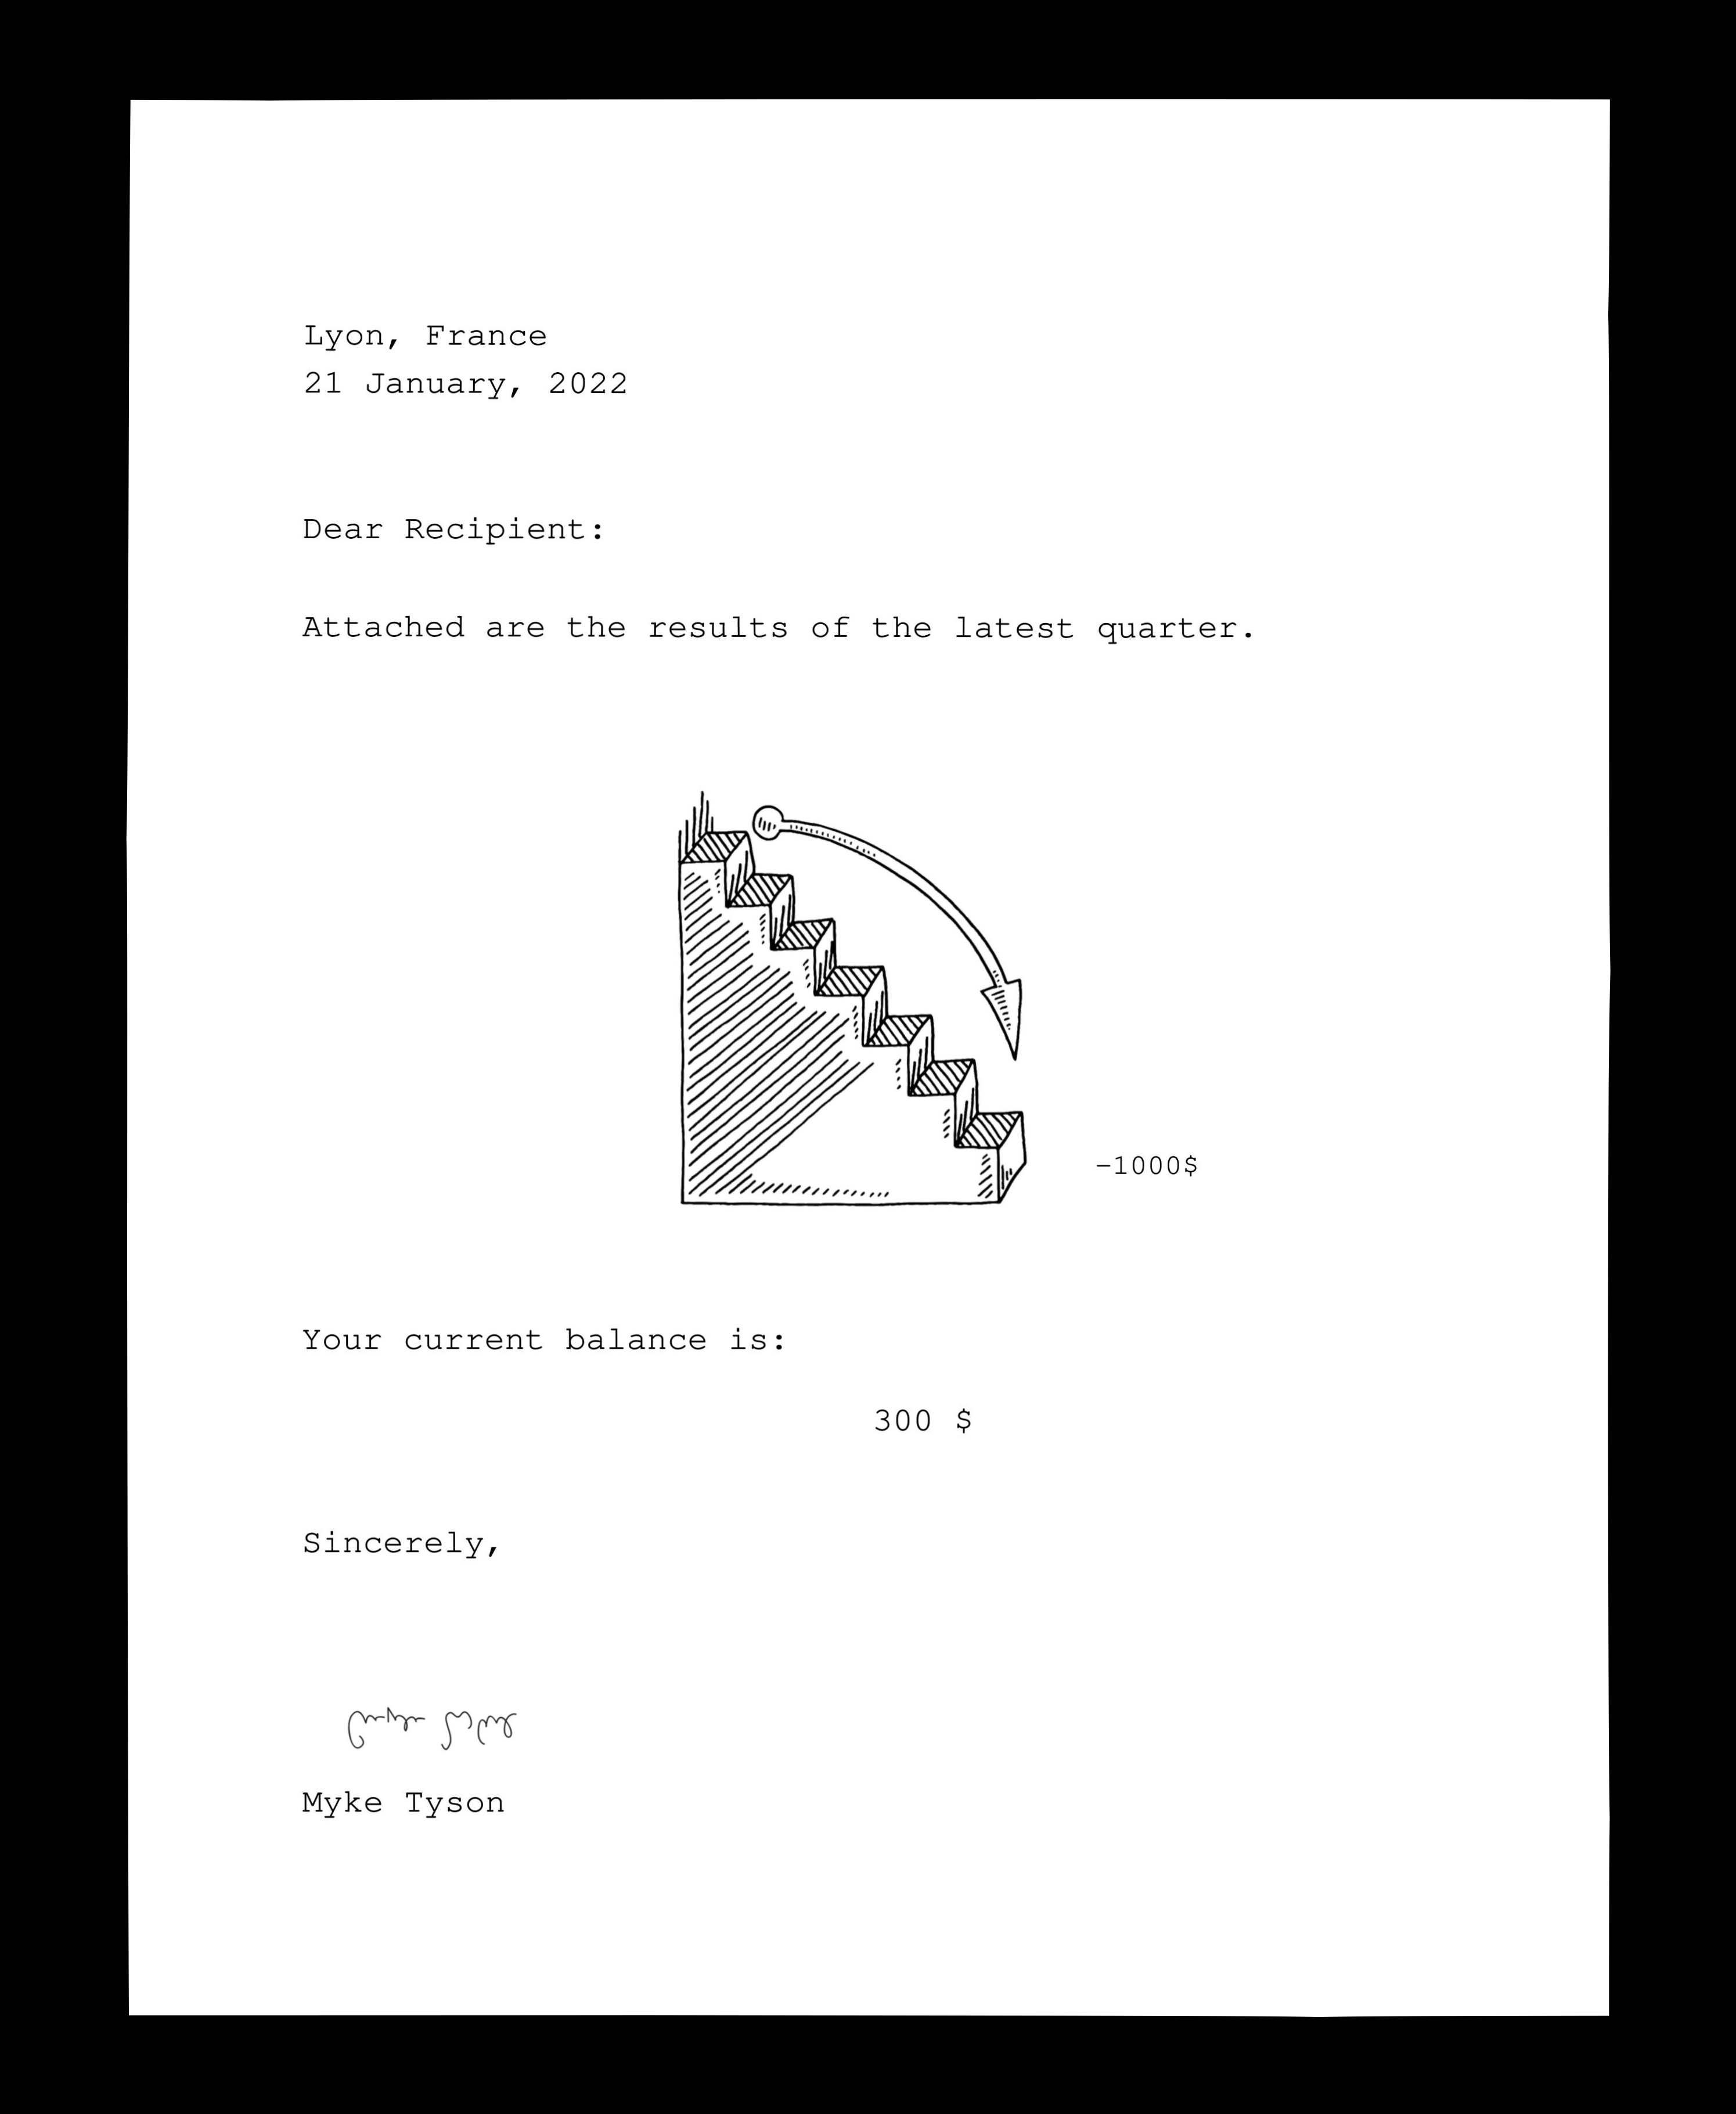 Lyon, France
21 January, 2022
Dear Recipient:
Attached are the results of the latest quarter.
-1000$
Your current balance is:
300 $
Sincerely,
Myke Tyson